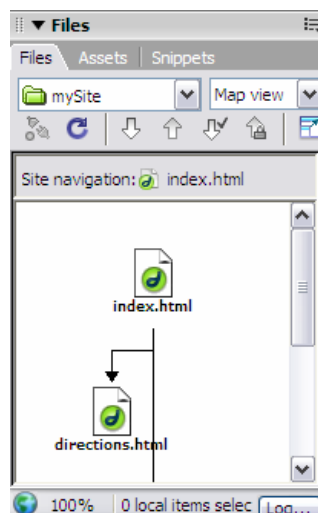 Files
Files Assets Snippets
mySite Map view
Site navigation: index.html
index.html
directions.html
100% 0 local items selec Log...